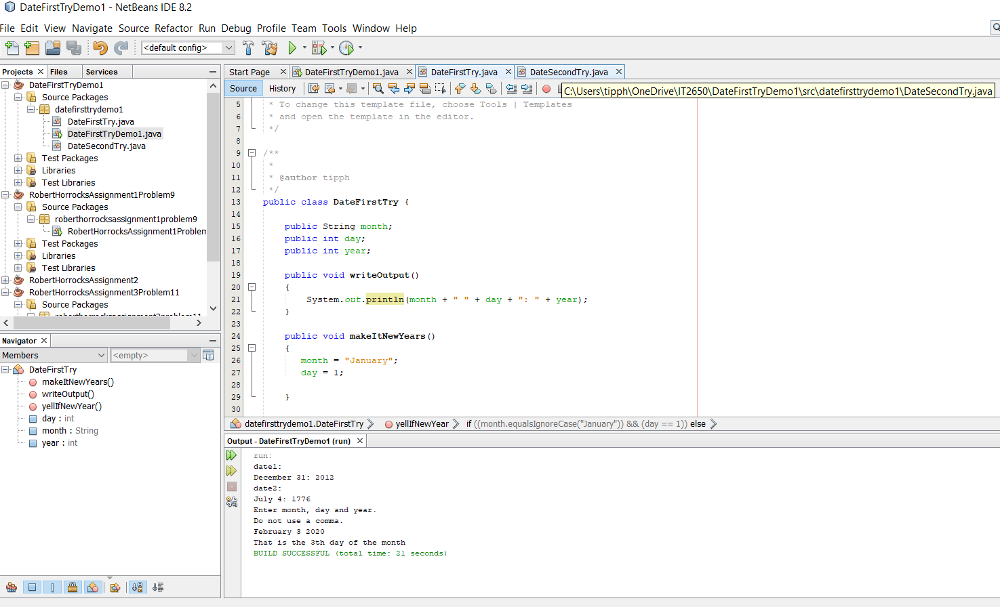 DateFirstTryDemo1 - NetBeans IDE 8.2
File Edit View Navigate Source Refactor Run Debug Profile Team Tools Window Help
<default config>
Projects Files Services
DateFirstTryDemo1
Source Packages
datefirsttrydemo1
DateFirstTry.java
DateFirstTryDemo1.java
DateSecondTry.java
Test Packages
Libraries
Test Libraries
RobertHorrocksAssignment1Problem9
Source Packages
roberthorrocksassignment1problem9
RobertHorrocksAssignment1Problem
Test Packages
Libraries
Test Libraries
RobertHorrocksAssignment2
RobertHorrocksAssignment3Problem11
Source Packages
Navigator
Members <empty>
DateFirstTry
makeItNewYears()
writeOutput()
yellIfNewYear()
day : int
month : String
year : int
Start Page DateFirstTryDemo1.java DateFirstTry.java DateSecondTry.java
Source History
C:\Users\tipph\OneDrive\IT2650\DateFirstTryDemo1\src\datefirsttrydemo1\DateSecondTry.java
5 * To change this template file, choose Tools | Templates
6 * and open the template in the editor.
7 */
8
9 /**
10 *
11 * @author tipph
12 */
13 public class DateFirstTry {
14
15 public String month;
16 public int day;
17 public int year;
18
19 public void writeOutput()
20 {
21 System.out.println(month + " " + day + ": " + year);
22 }
23
24 public void makeItNewYears()
25 {
26 month = "January";
27 day = 1;
28
29 }
30
datefirsttrydemo1.DateFirstTry yellIfNewYear if ((month.equalsIgnoreCase("January")) && (day == 1)) else
Output - DateFirstTryDemo1 (run)
run:
date1:
December 31: 2012
date2:
July 4: 1776
Enter month, day and year.
Do not use a comma.
February 3 2020
That is the 3th day of the month
BUILD SUCCESSFUL (total time: 21 seconds)